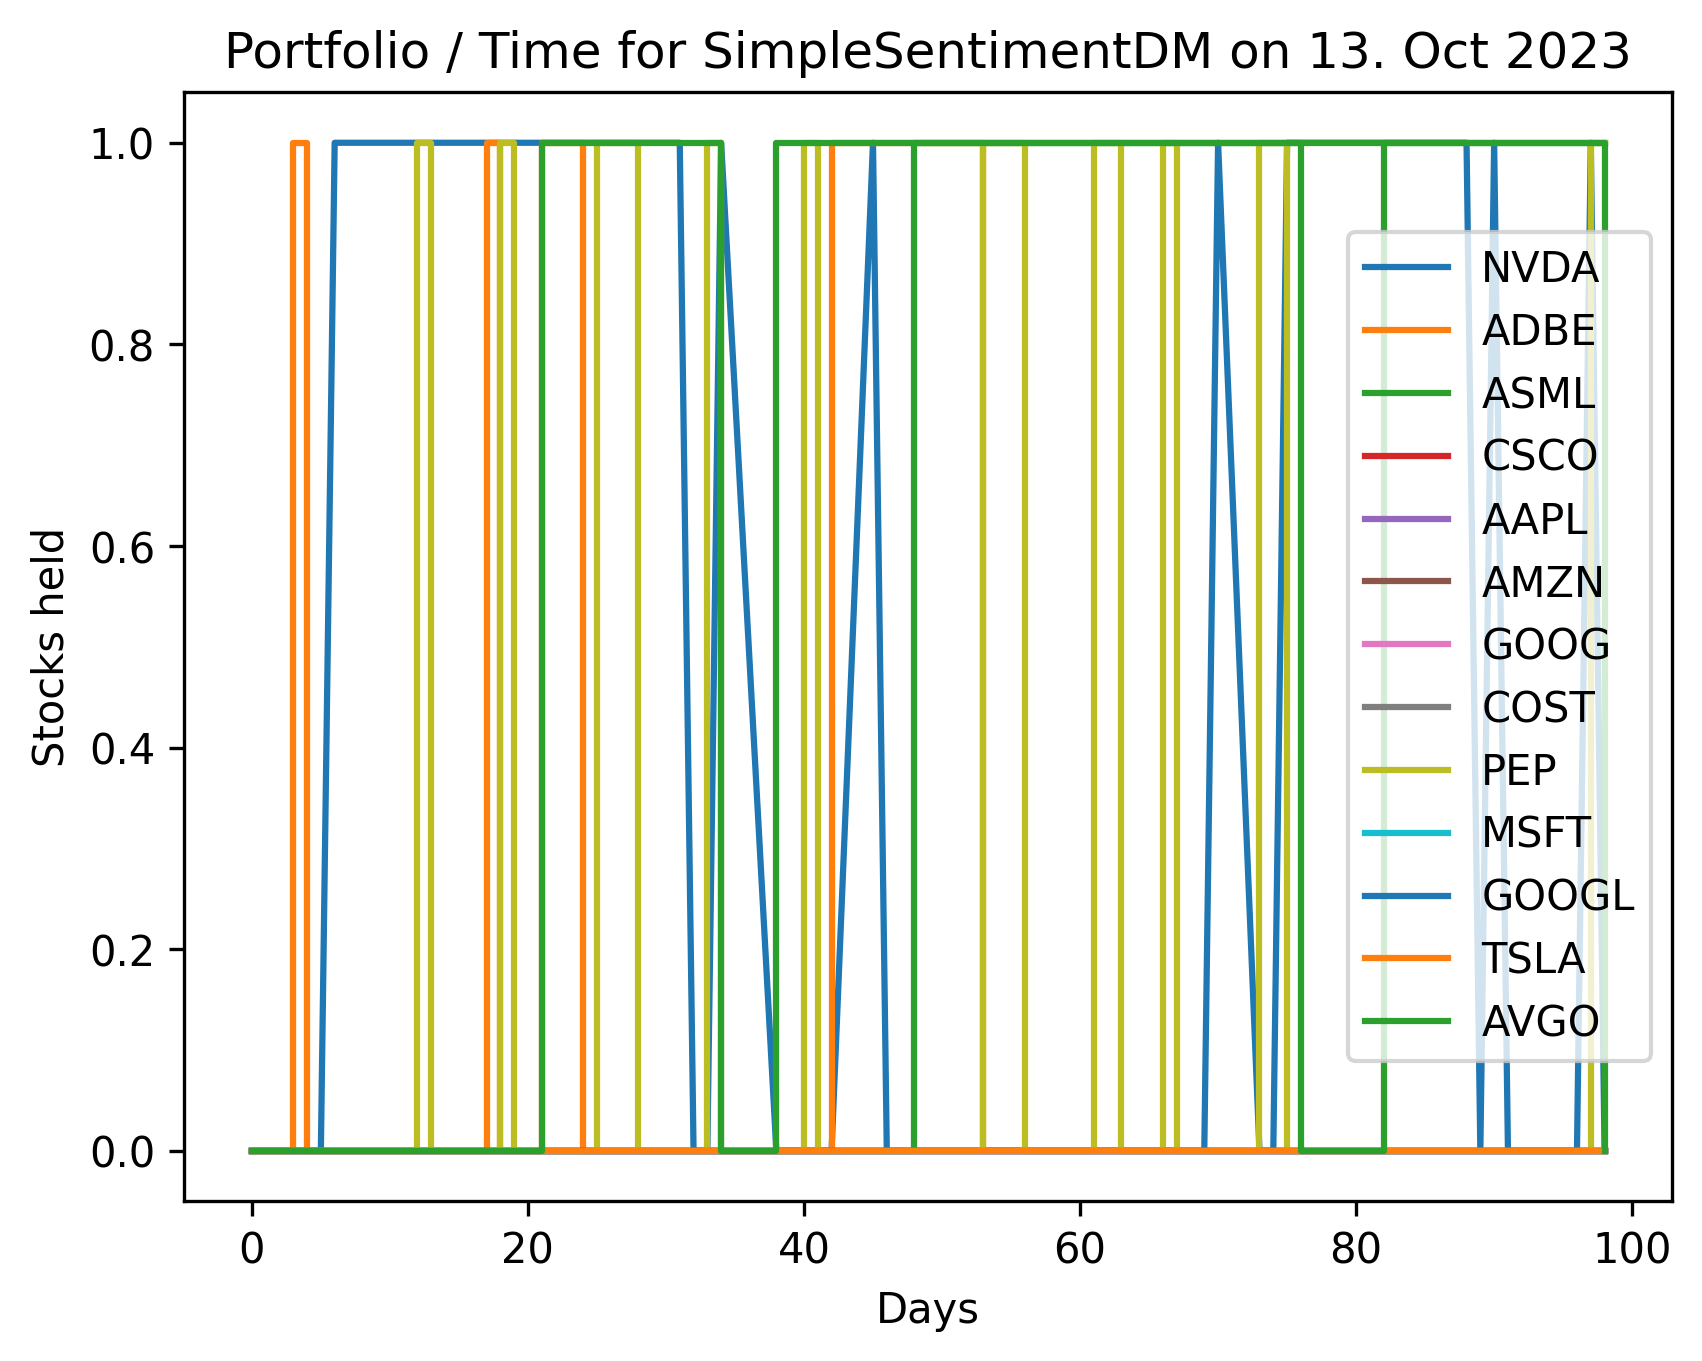 Portfolio / Time for SimpleSentimentDM on 13. Oct 2023
1.0
0.8
0.6
0.4
0.2
0.0
Stocks held
NVDA
ADBE
ASML
CSCO
AAPL
AMZN
GOOG
COST
PEP
MSFT
GOOGL
TSLA
AVGO
0 20 40 60 80 100
Days